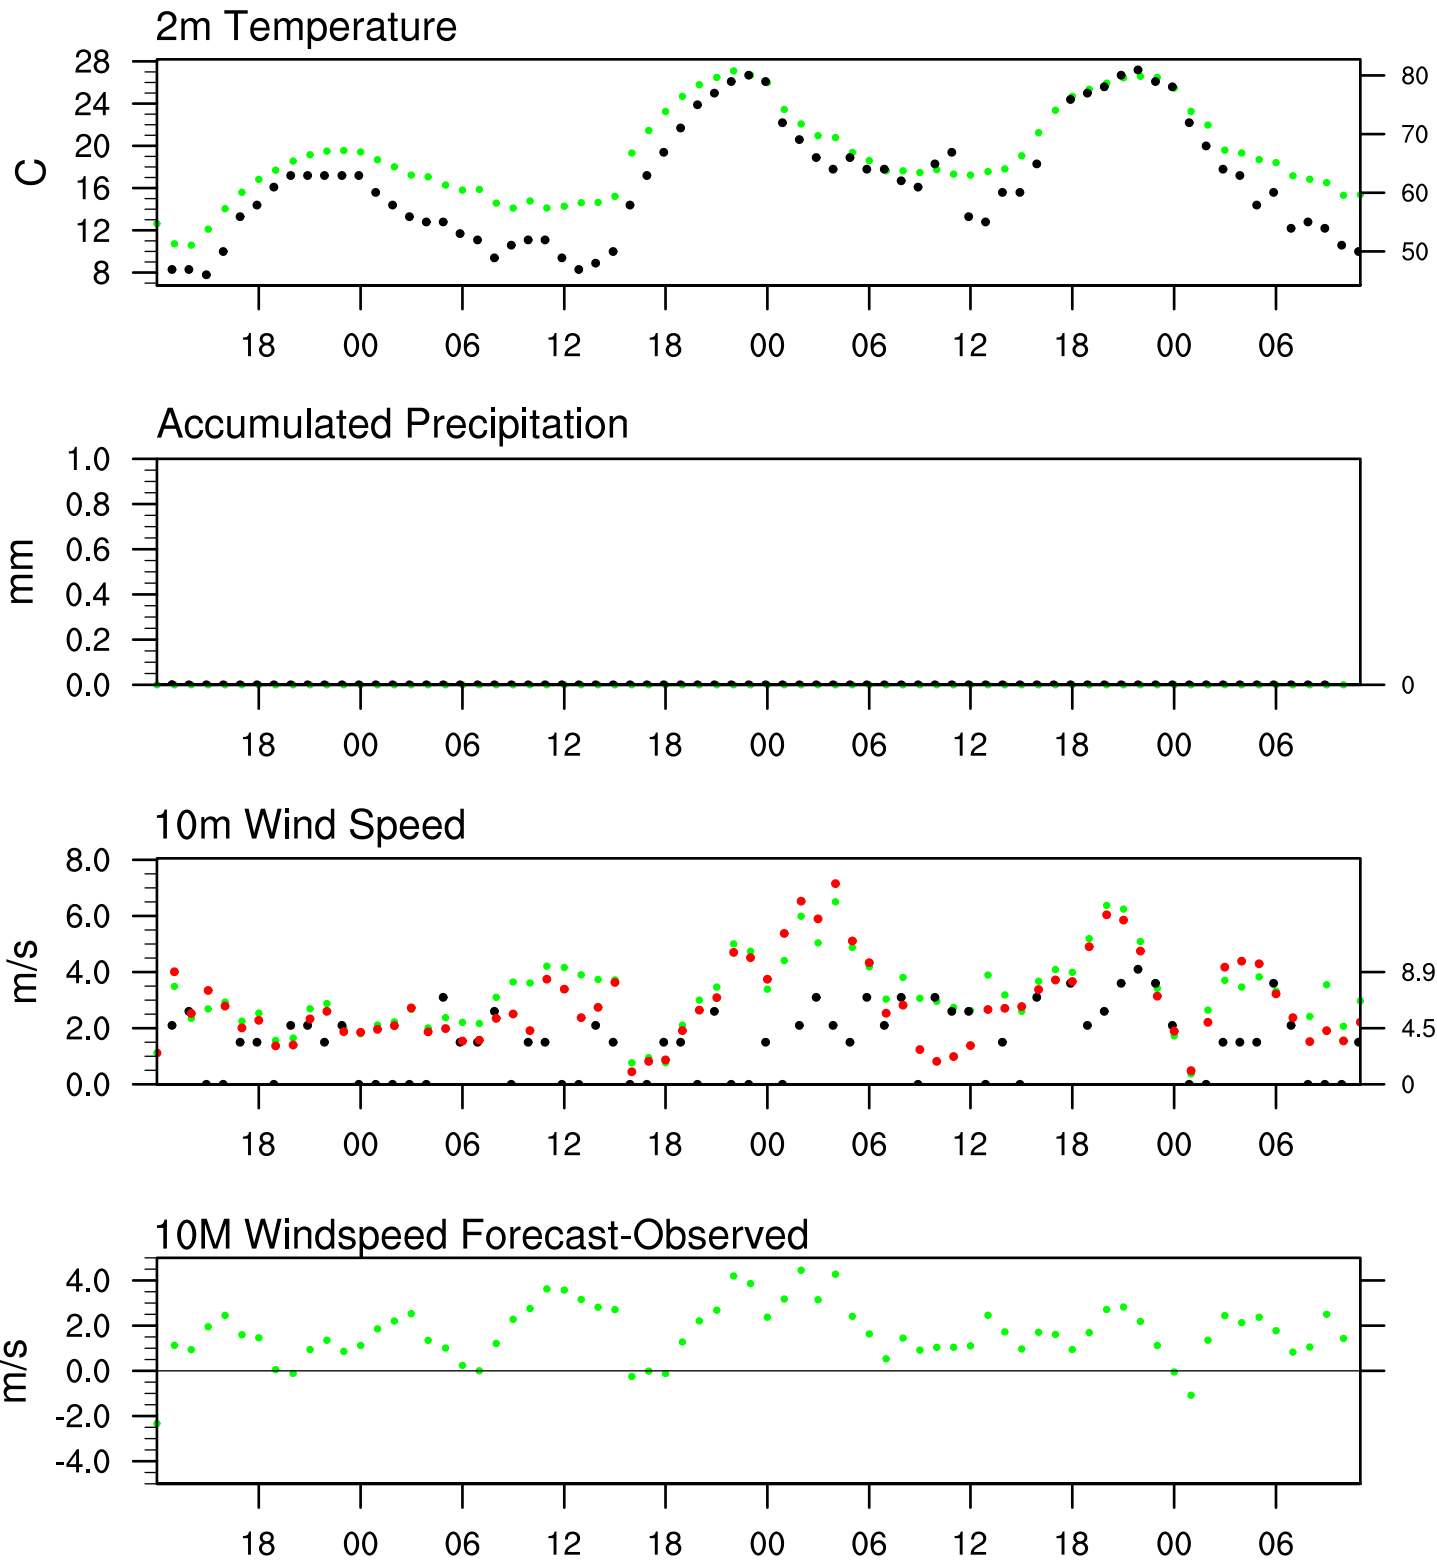 2m Temperature
28
24
20
16
12
8
C
80
70
60
50
18 00 06 12 18 00 06 12 18 00 06
Accumulated Precipitation
1.0
0.8
0.6
0.4
0.2
0.0
mm
0
18 00 06 12 18 00 06 12 18 00 06
10m Wind Speed
8.0
6.0
4.0
2.0
0.0
m/s
8.9
4.5
0
18 00 06 12 18 00 06 12 18 00 06
10M Windspeed Forecast-Observed
4.0
2.0
0.0
-2.0
-4.0
m/s
18 00 06 12 18 00 06 12 18 00 06